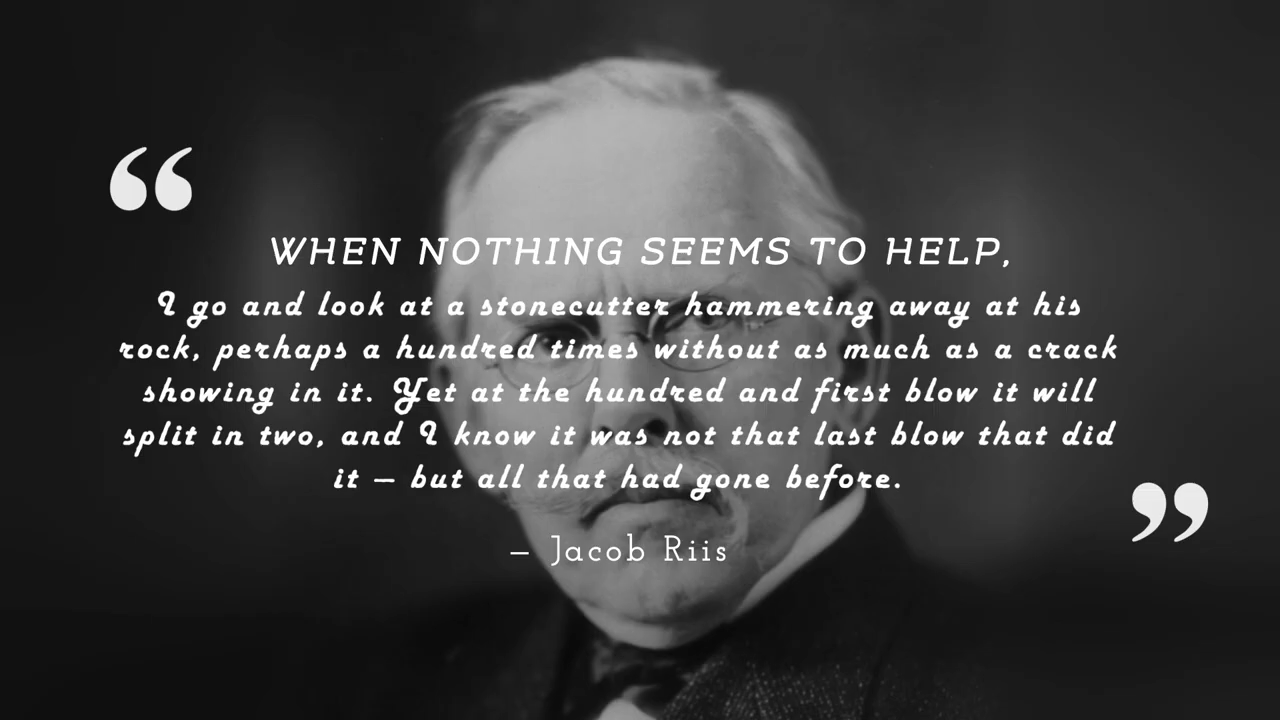 “
WHEN NOTHING SEEMS TO HELP,
I go and look at a stonecutter hammering away at his
rock, perhaps a hundred times without as much as a crack
showing in it. Yet at the hundred and first blow it will
split in two, and I know it was not that last blow that did
it – but all that had gone before.
”
– Jacob Riis